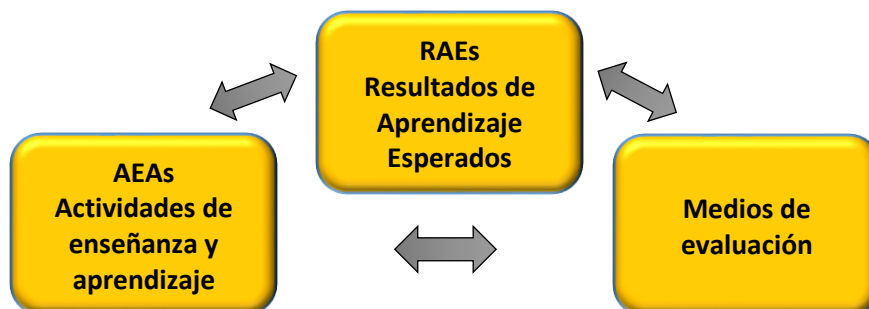 RAEs
Resultados de
Aprendizaje
Esperados
AEAs
Actividades de
enseñanza y
aprendizaje
Medios de
evaluación